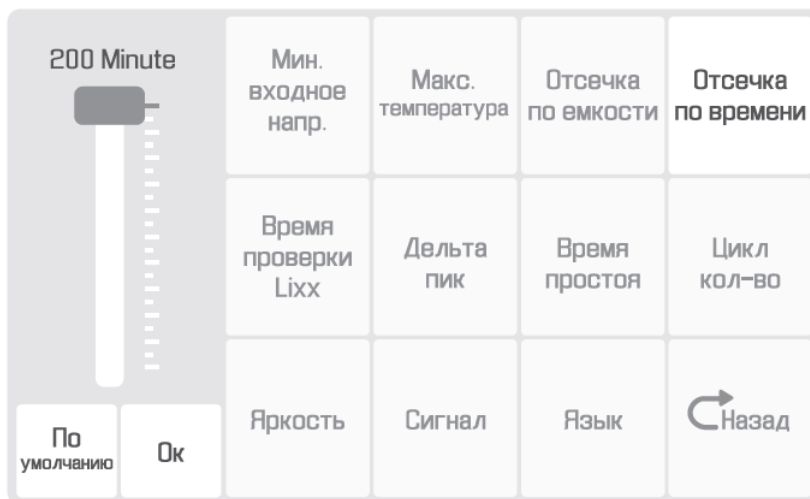 200 Minute
По
умолчанию
Ок
Мин.
входное
напр.
Макс.
температура
Отсечка
по емкости
Отсечка
по времени
Время
проверки
Lixx
Дельта
пик
Время
простоя
Цикл
кол-во
Яркость
Сигнал
Язык
Назад